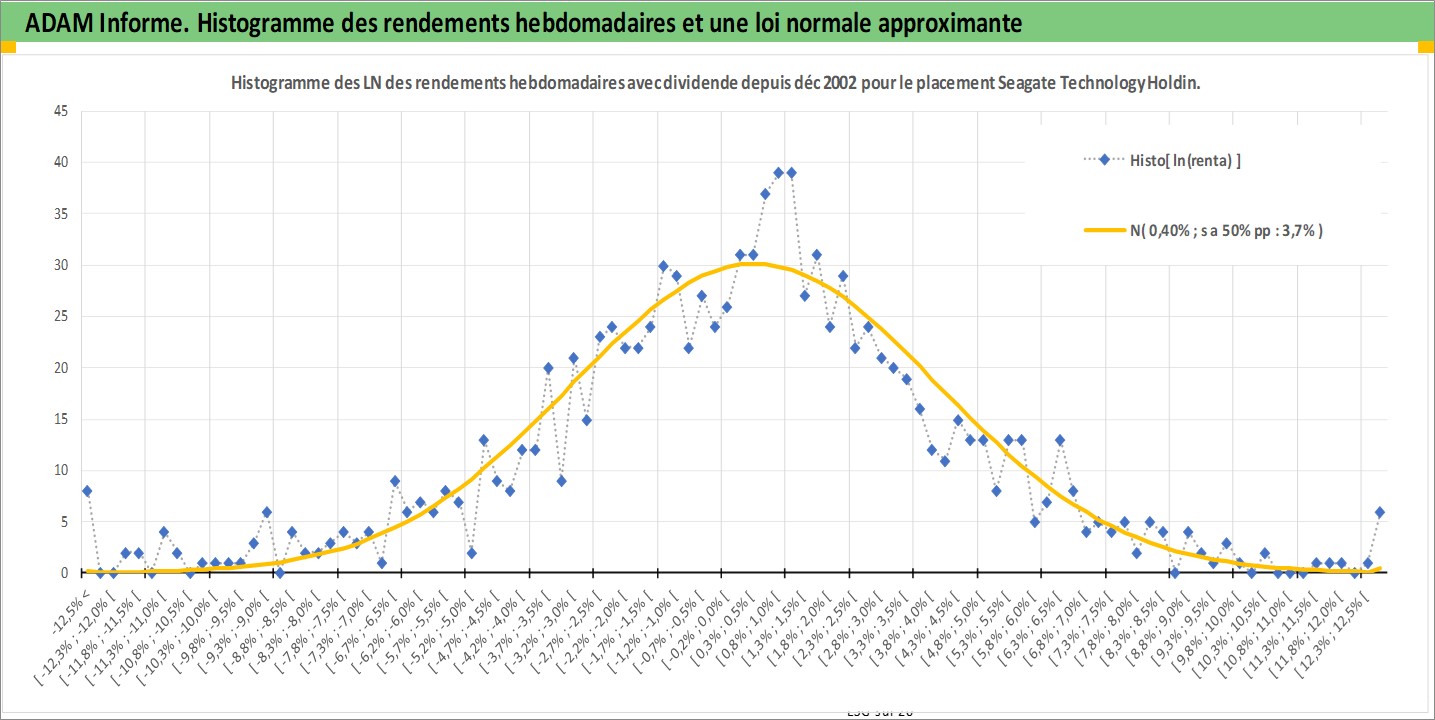 ADAM Informe. Histogramme des rendements hebdomadaires et une loi normale approximante
Histogramme des LN des rendements hebdomadaires avec dividende depuis déc 2002 pour le placement Seagate Technology Holdin.
45
40
35
30
25
20
15
10
5
0
Histo[ ln(renta) ]
N( 0,40% ; s a 50% pp : 3,7% )
-12,5% <
[ -12,3% ; -12,0% [
[ -11,8% ; -11,5% [
[ -11,3% ; -11,0% [
[ -10,8% ; -10,5% [
[ -10,3% ; -10,0% [
[ -9,8% ; -9,5% [
[ -9,3% ; -9,0% [
[ -8,8% ; -8,5% [
[ -8,3% ; -8,0% [
[ -7,8% ; -7,5% [
[ -7,3% ; -7,0% [
[ -6,7% ; -6,5% [
[ -6,2% ; -6,0% [
[ -5,7% ; -5,5% [
[ -5,2% ; -5,0% [
[ -4,7% ; -4,5% [
[ -4,2% ; -4,0% [
[ -3,7% ; -3,5% [
[ -3,2% ; -3,0% [
[ -2,7% ; -2,5% [
[ -2,2% ; -2,0% [
[ -1,7% ; -1,5% [
[ -1,2% ; -1,0% [
[ -0,7% ; -0,5% [
[ -0,2% ; 0,0% [
[ 0,3% ; 0,5% [
[ 0,8% ; 1,0% [
[ 1,3% ; 1,5% [
[ 1,8% ; 2,0% [
[ 2,3% ; 2,5% [
[ 2,8% ; 3,0% [
[ 3,3% ; 3,5% [
[ 3,8% ; 4,0% [
[ 4,3% ; 4,5% [
[ 4,8% ; 5,0% [
[ 5,3% ; 5,5% [
[ 5,8% ; 6,0% [
[ 6,3% ; 6,5% [
[ 6,8% ; 7,0% [
[ 7,3% ; 7,5% [
[ 7,8% ; 8,0% [
[ 8,3% ; 8,5% [
[ 8,8% ; 9,0% [
[ 9,3% ; 9,5% [
[ 9,8% ; 10,0% [
[ 10,3% ; 10,5% [
[ 10,8% ; 11,0% [
[ 11,3% ; 11,5% [
[ 11,8% ; 12,0% [
[ 12,3% ; 12,5% [